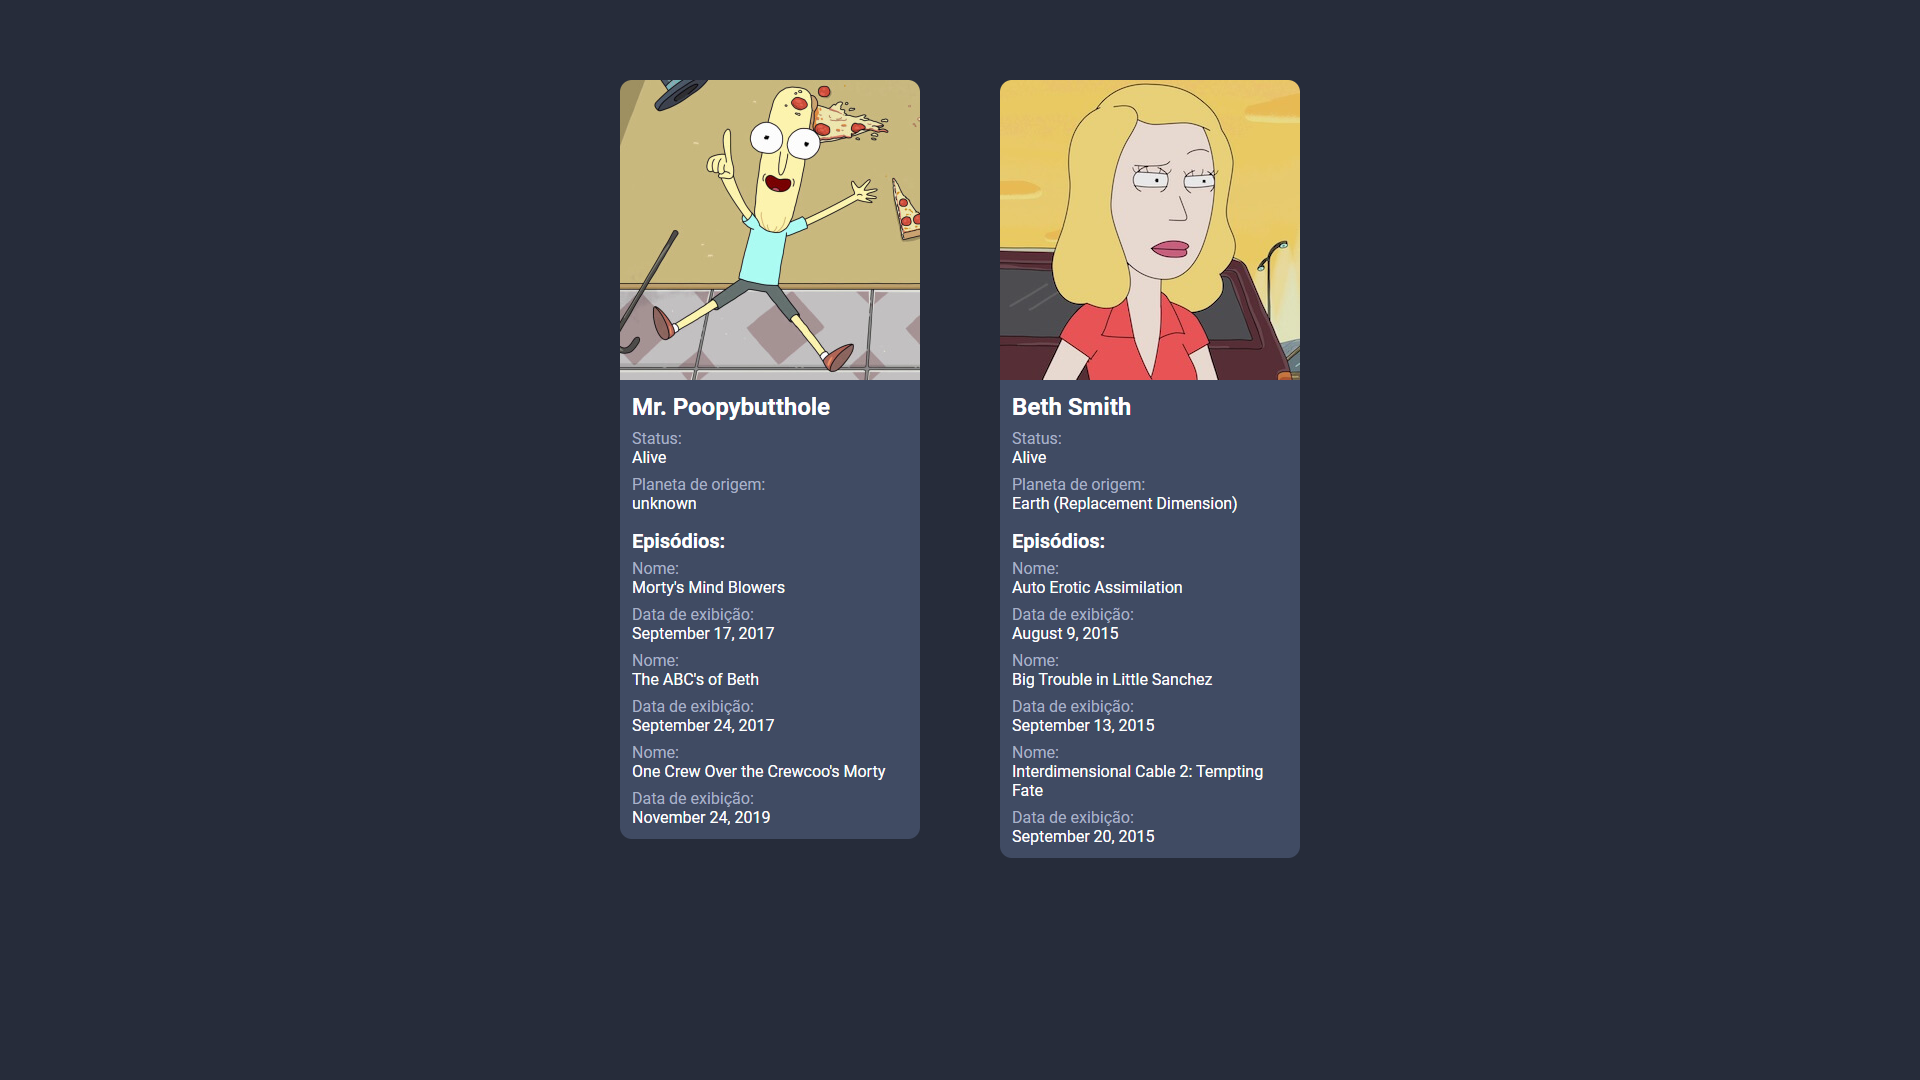 Mr. Poopybutthole
Status:
Alive
Planeta de origem:
unknown
Episódios:
Nome:
Morty's Mind Blowers
Data de exibição:
September 17, 2017
Nome:
The ABC's of Beth
Data de exibição:
September 24, 2017
Nome:
One Crew Over the Crewcoo's Morty
Data de exibição:
November 24, 2019
Beth Smith
Status:
Alive
Planeta de origem:
Earth (Replacement Dimension)
Episódios:
Nome:
Auto Erotic Assimilation
Data de exibição:
August 9, 2015
Nome:
Big Trouble in Little Sanchez
Data de exibição:
September 13, 2015
Nome:
Interdimensional Cable 2: Tempting
Fate
Data de exibição:
September 20, 2015